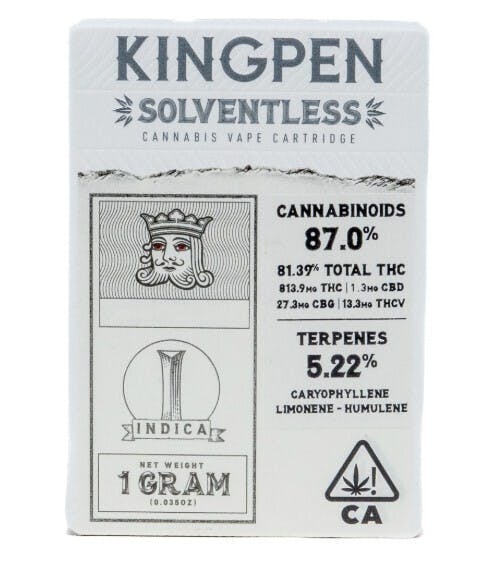 KINGPEN
SOLVENTLESS
CANNABIS VAPE CARTRIDGE
I
INDICA
NET WEIGHT
1 GRAM
(0.035OZ)
CANNABINOIDS
87.0%
81.39% TOTAL THC
813.9MG THC | 1.3MG CBD
27.3MG CBG | 13.3MG THCV
TERPENES
5.22%
CARYOPHYLLENE
LIMONENE - HUMULENE
!
CA